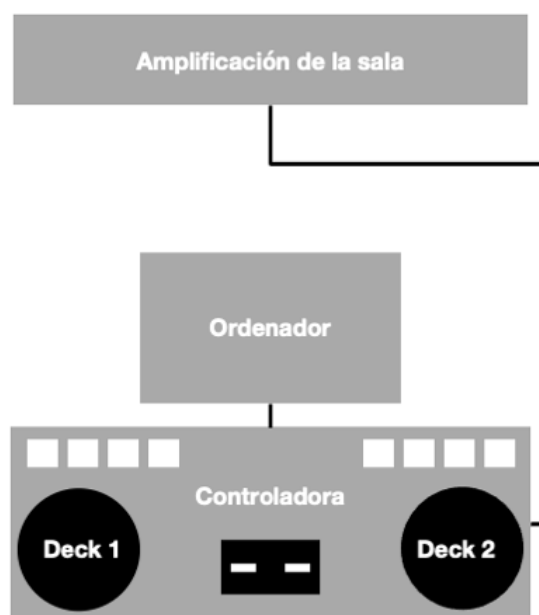 Amplificación de la sala
Ordenador
Controladora
Deck 1
Deck 2